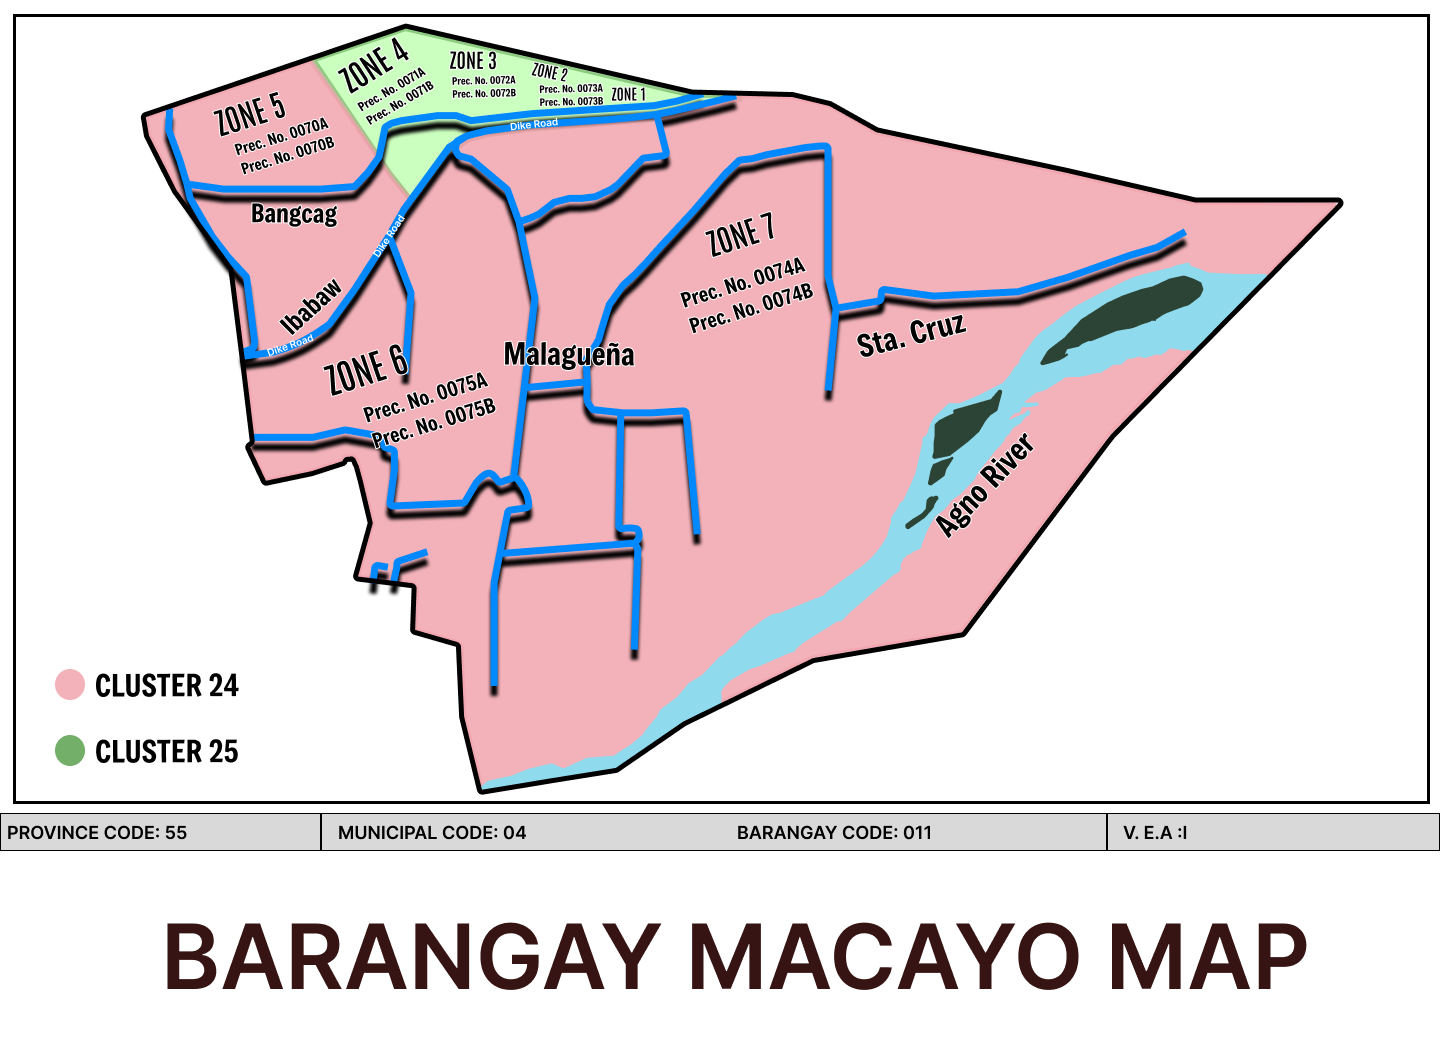 ZONE 4
Prec. No. 0071A
Prec. No. 0071B
ZONE 3
Prec. No. 0072A
Prec. No. 0072B
ZONE 2
Prec. No. 0073A
Prec. No. 0073B
ZONE 1
ZONE 5
Prec. No. 0070A
Prec. No. 0070B
Dike Road
Bangcag
Dike Road
ZONE 7
Prec. No. 0074A
Prec. No. 0074B
Ibabaw
Dike Road
Sta. Cruz
Malagueña
ZONE 6
Prec. No. 0075A
Prec. No. 0075B
Agno River
CLUSTER 24
CLUSTER 25
PROVINCE CODE: 55
MUNICIPAL CODE: 04
BARANGAY CODE: 011
V. E.A :I
BARANGAY MACAYO MAP